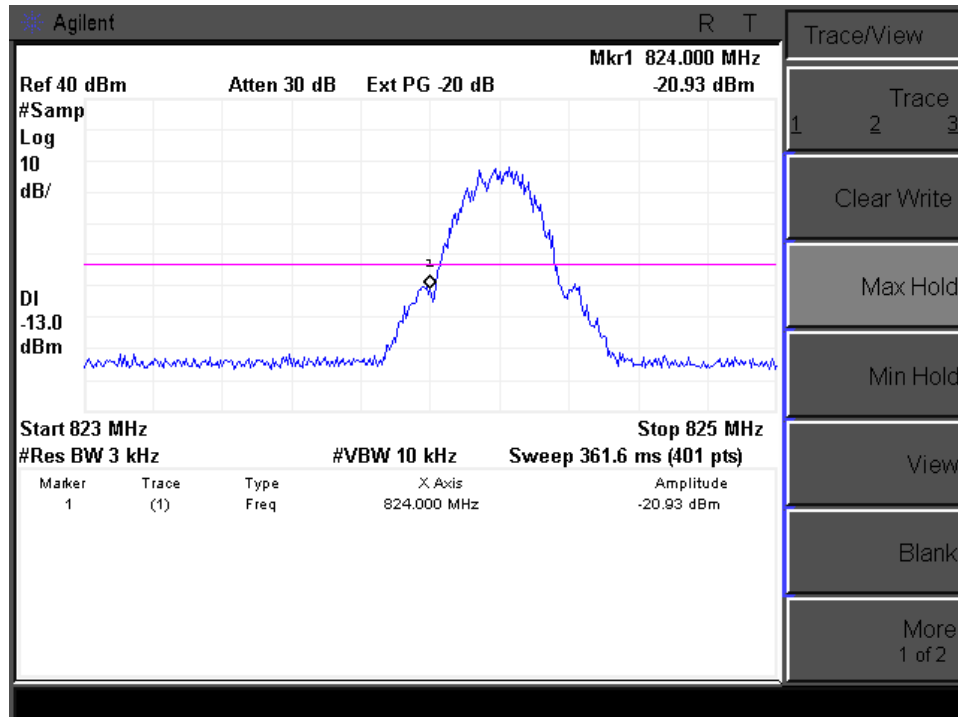 Agilent R T
Mkr1 824.000 MHz
Ref 40 dBm Atten 30 dB Ext PG -20 dB -20.93 dBm
#Samp
Log
10
dB/
1
DI
-13.0
dBm
Start 823 MHz Stop 825 MHz
#Res BW 3 kHz #VBW 10 kHz Sweep 361.6 ms (401 pts)
Marker Trace Type X Axis Amplitude
1 (1) Freq 824.000 MHz -20.93 dBm
Trace/View
Trace
1 2 3
Clear Write
Max Hold
Min Hold
View
Blank
More
1 of 2